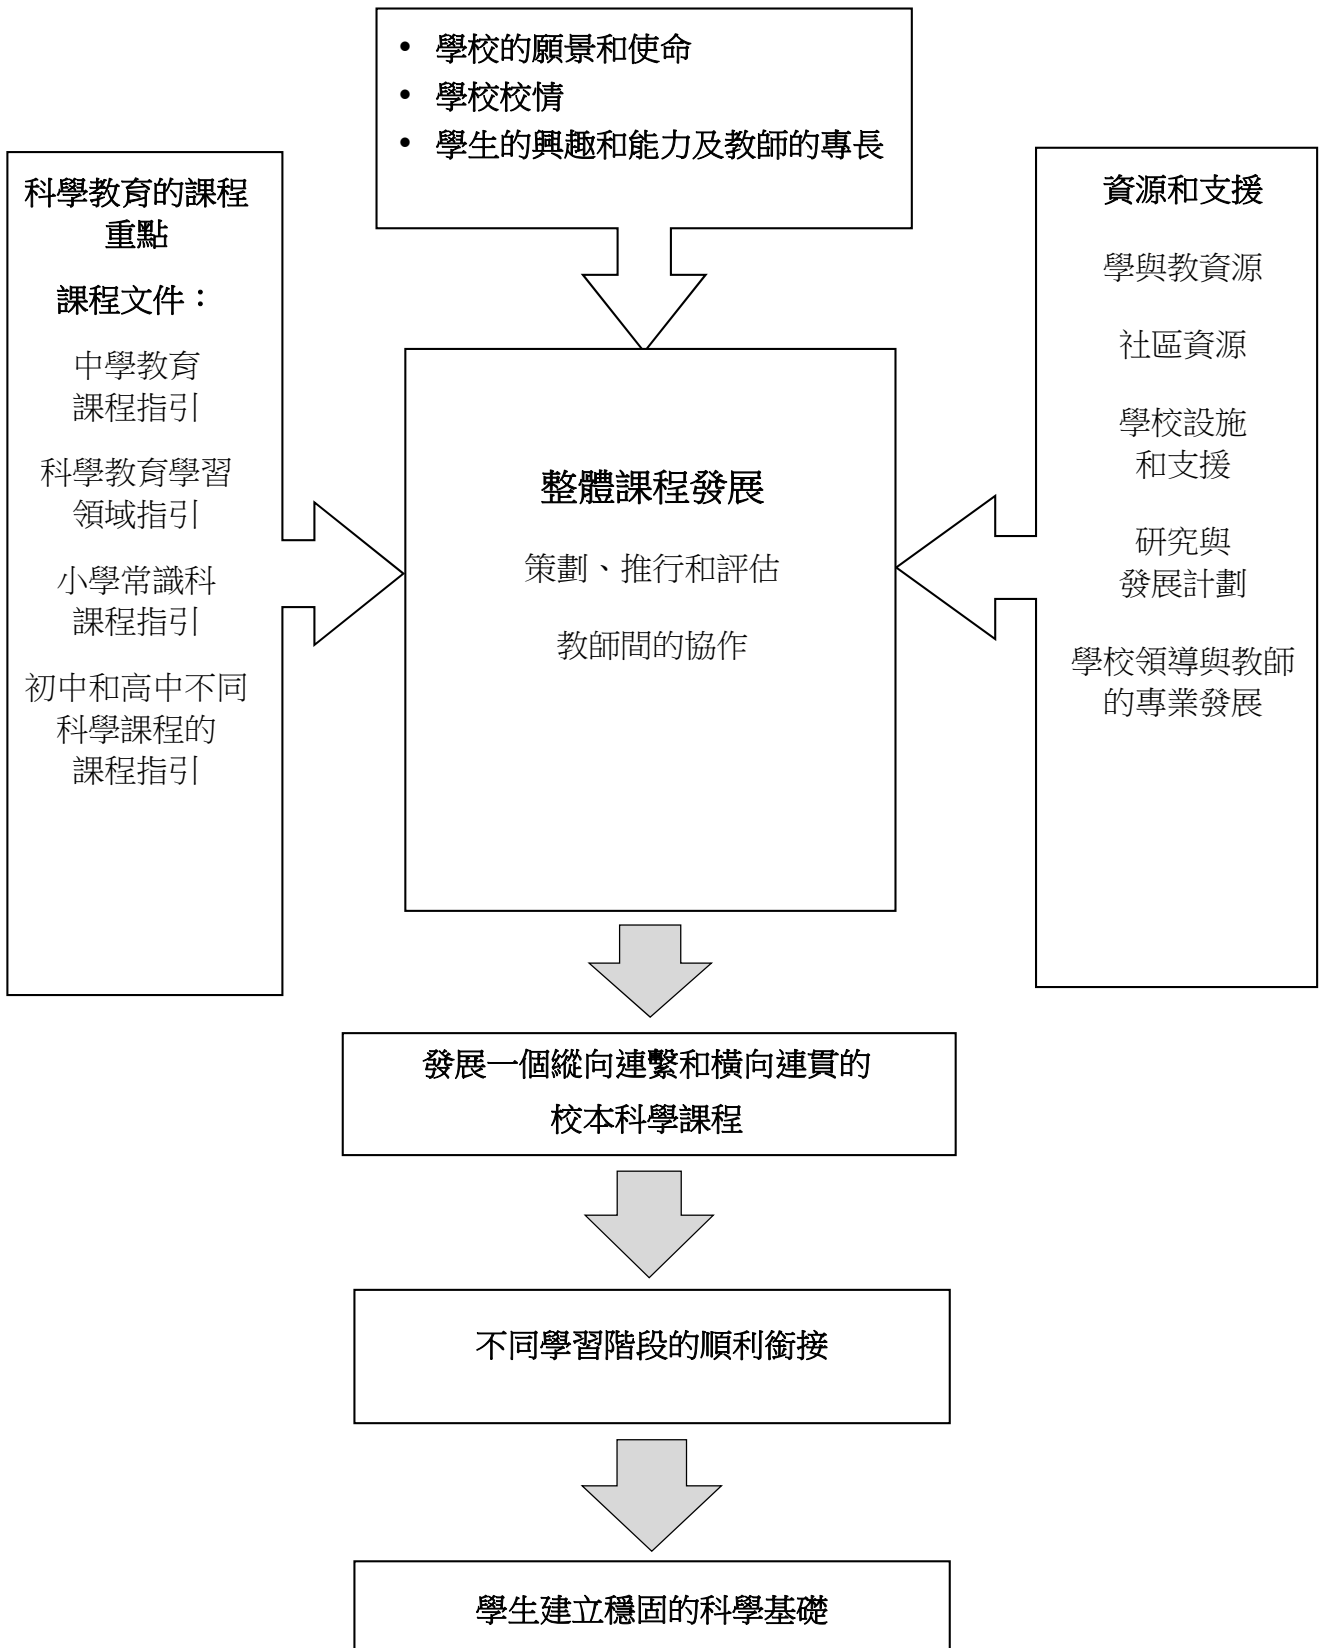 • 學校的願景和使命
• 學校校情
• 學生的興趣和能力及教師的專長
科學教育的課程
重點
課程文件：
中學教育
課程指引
科學教育學習
領域指引
小學常識科
課程指引
初中和高中不同
科學課程的
課程指引
整體課程發展
策劃、推行和評估
教師間的協作
資源和支援
學與教資源
社區資源
學校設施
和支援
研究與
發展計劃
學校領導與教師
的專業發展
發展一個縱向連繫和橫向連貫的
校本科學課程
不同學習階段的順利銜接
學生建立穩固的科學基礎